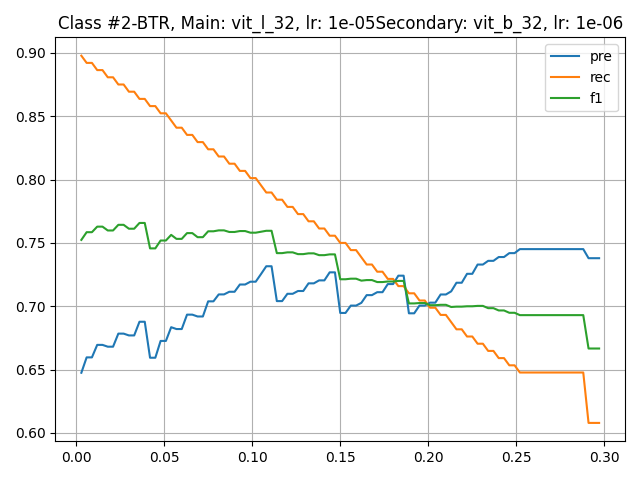 Class #2-BTR, Main: vit_l_32, lr: 1e-05Secondary: vit_b_32, lr: 1e-06
pre
rec
f1
0.90
0.85
0.80
0.75
0.70
0.65
0.60
0.00 0.05 0.10 0.15 0.20 0.25 0.30